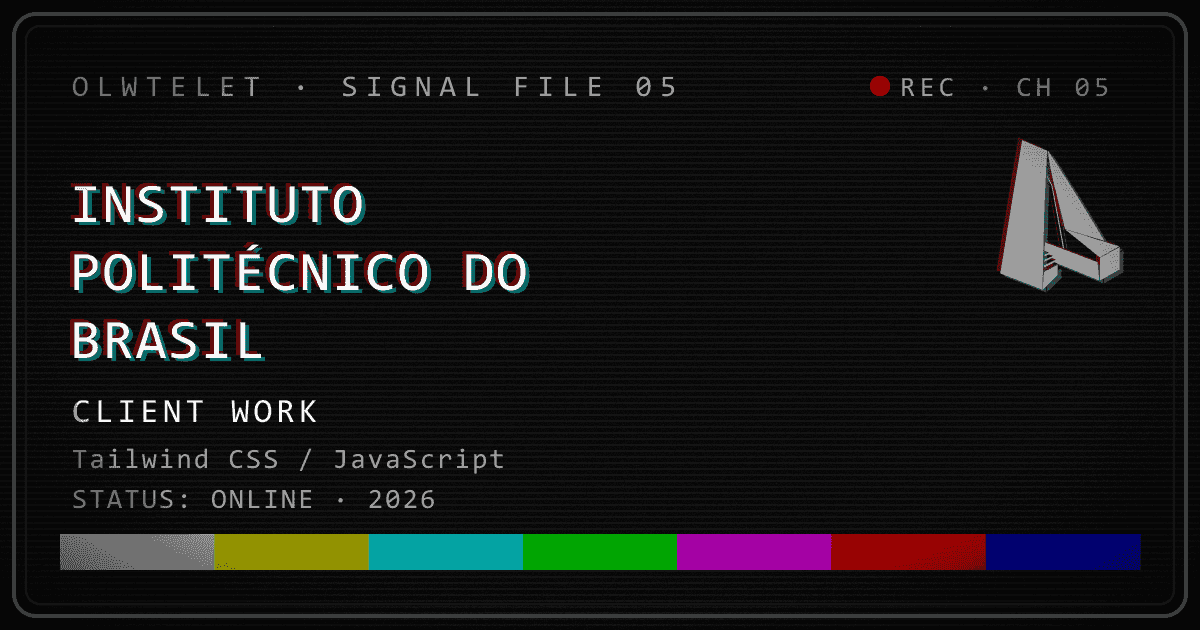 OLWTELET · SIGNAL FILE 05
REC · CH 05
INSTITUTO
POLITÉCNICO DO
BRASIL
CLIENT WORK
Tailwind CSS / JavaScript
STATUS: ONLINE · 2026